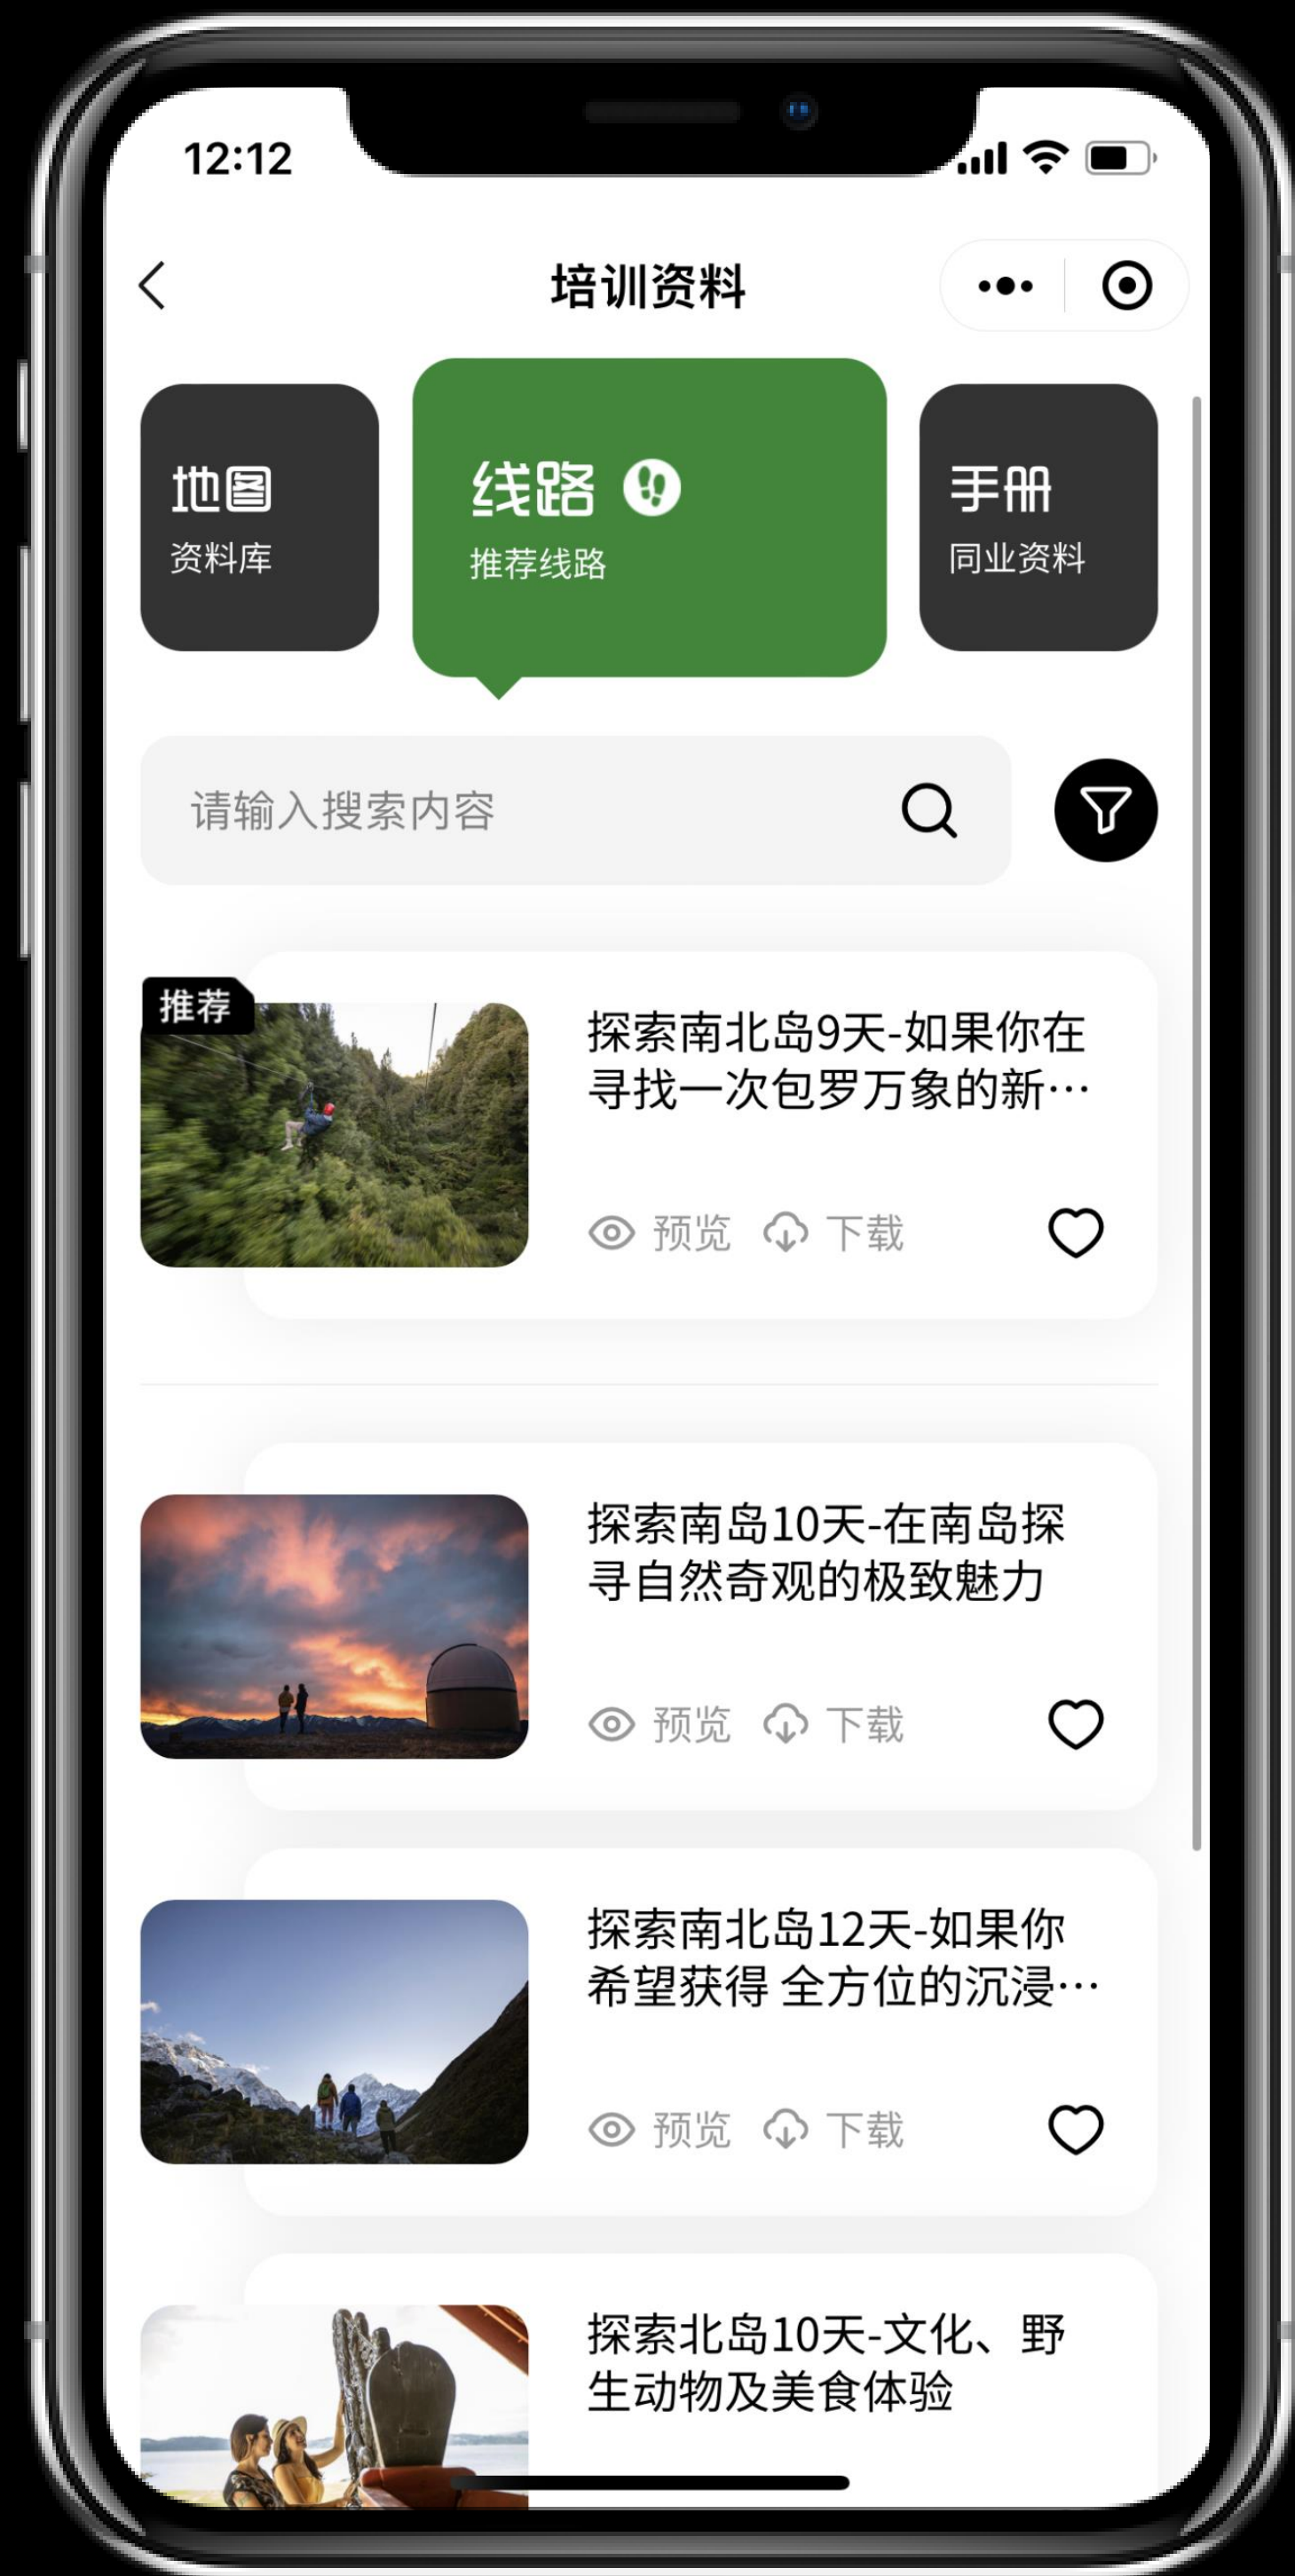 12:12
培训资料
地图
资料库
线路
推荐线路
手册
同业资料
请输入搜索内容
推荐
探索南北岛9天-如果你在
寻找一次包罗万象的新…
预览 下载
探索南岛10天-在南岛探
寻自然奇观的极致魅力
预览 下载
探索南北岛12天-如果你
希望获得 全方位的沉浸…
预览 下载
探索北岛10天-文化、野
生动物及美食体验